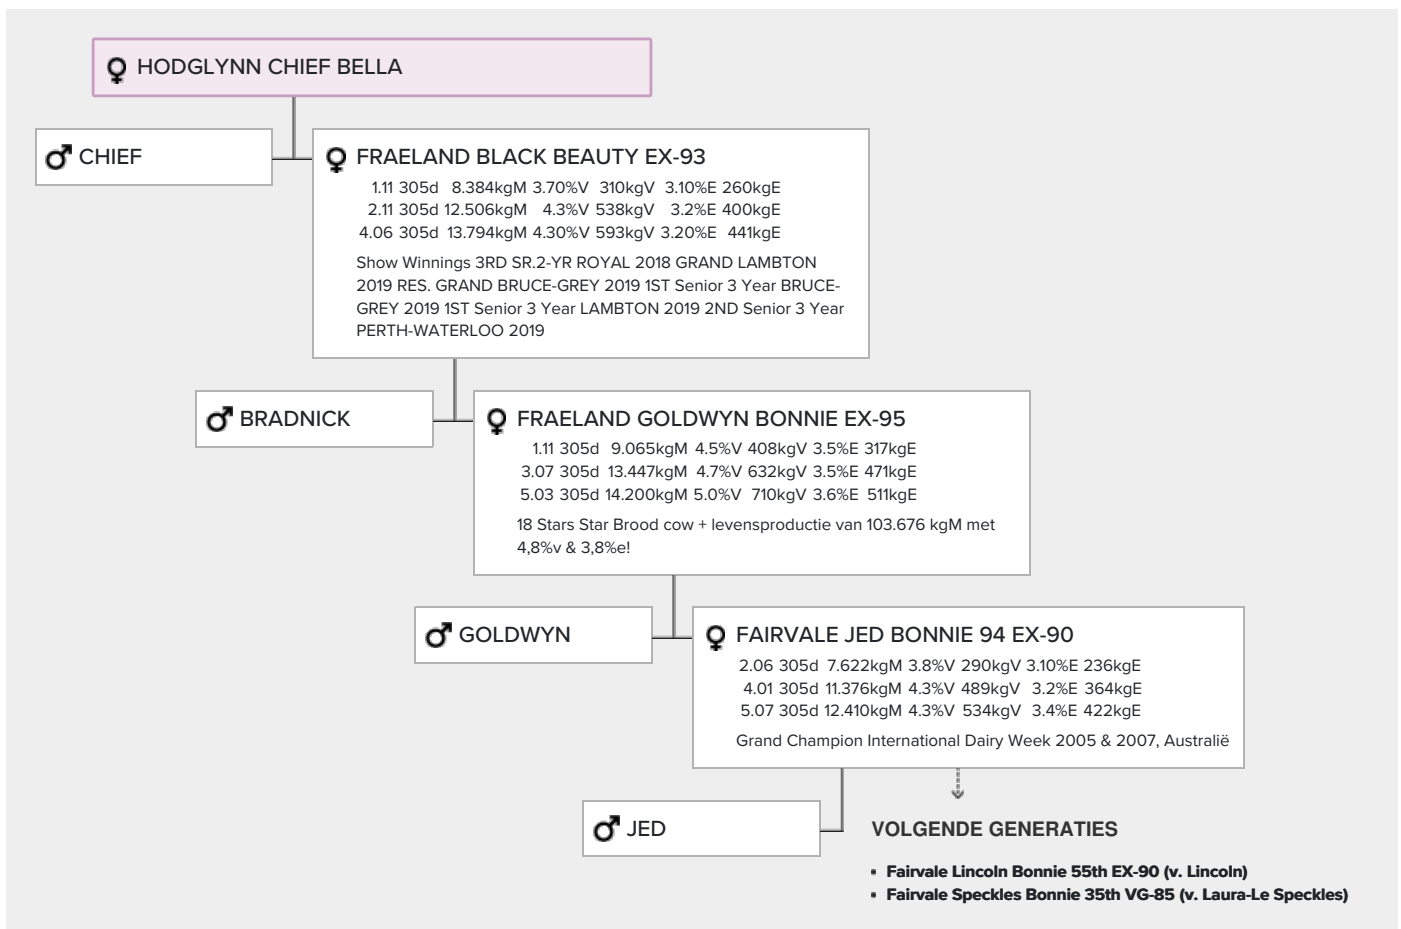 HODGLYNN CHIEF BELLA
CHIEF
FRAELAND BLACK BEAUTY EX-93
1.11 305d 8.384kgM 3.70%V 310kgV 3.10%E 260kgE
2.11 305d 12.506kgM 4.3%V 538kgV 3.2%E 400kgE
4.06 305d 13.794kgM 4.30%V 593kgV 3.20%E 441kgE
Show Winnings 3RD SR.2-YR ROYAL 2018 GRAND LAMBTON
2019 RES. GRAND BRUCE-GREY 2019 1ST Senior 3 Year BRUCE-
GREY 2019 1ST Senior 3 Year LAMBTON 2019 2ND Senior 3 Year
PERTH-WATERLOO 2019
BRADNICK
FRAELAND GOLDWYN BONNIE EX-95
1.11 305d 9.065kgM 4.5%V 408kgV 3.5%E 317kgE
3.07 305d 13.447kgM 4.7%V 632kgV 3.5%E 471kgE
5.03 305d 14.200kgM 5.0%V 710kgV 3.6%E 511kgE
18 Stars Star Brood cow + levensproductie van 103.676 kgM met
4,8%v & 3,8%e!
GOLDWYN
FAIRVALE JED BONNIE 94 EX-90
2.06 305d 7.622kgM 3.8%V 290kgV 3.10%E 236kgE
4.01 305d 11.376kgM 4.3%V 489kgV 3.2%E 364kgE
5.07 305d 12.410kgM 4.3%V 534kgV 3.4%E 422kgE
Grand Champion International Dairy Week 2005 & 2007, Australië
JED
VOLGENDE GENERATIES
• Fairvale Lincoln Bonnie 55th EX-90 (v. Lincoln)
• Fairvale Speckles Bonnie 35th VG-85 (v. Laura-Le Speckles)